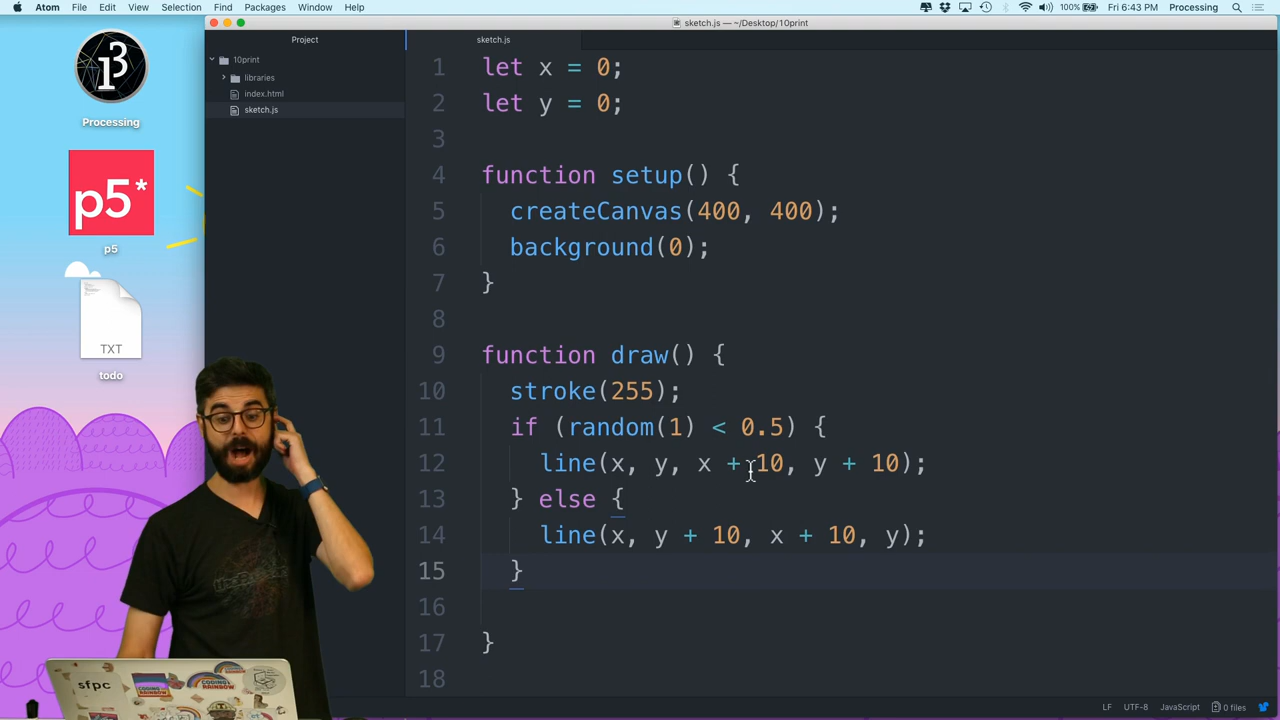 Atom File Edit View Selection Find Packages Window Help
100% Fri 6:43 PM Processing
sketch.js — ~/Desktop/10print
Project
sketch.js
10print
libraries
index.html
sketch.js
Processing
p5*
p5
TXT
todo
1 let x = 0;
2 let y = 0;
3
4 function setup() {
5 createCanvas(400, 400);
6 background(0);
7 }
8
9 function draw() {
10 stroke(255);
11 if (random(1) < 0.5) {
12 line(x, y, x + 10, y + 10);
13 } else {
14 line(x, y + 10, x + 10, y);
15 }
16
17 }
18
LF UTF-8 JavaScript 0 files
sfpc
CODING
RAINBOW